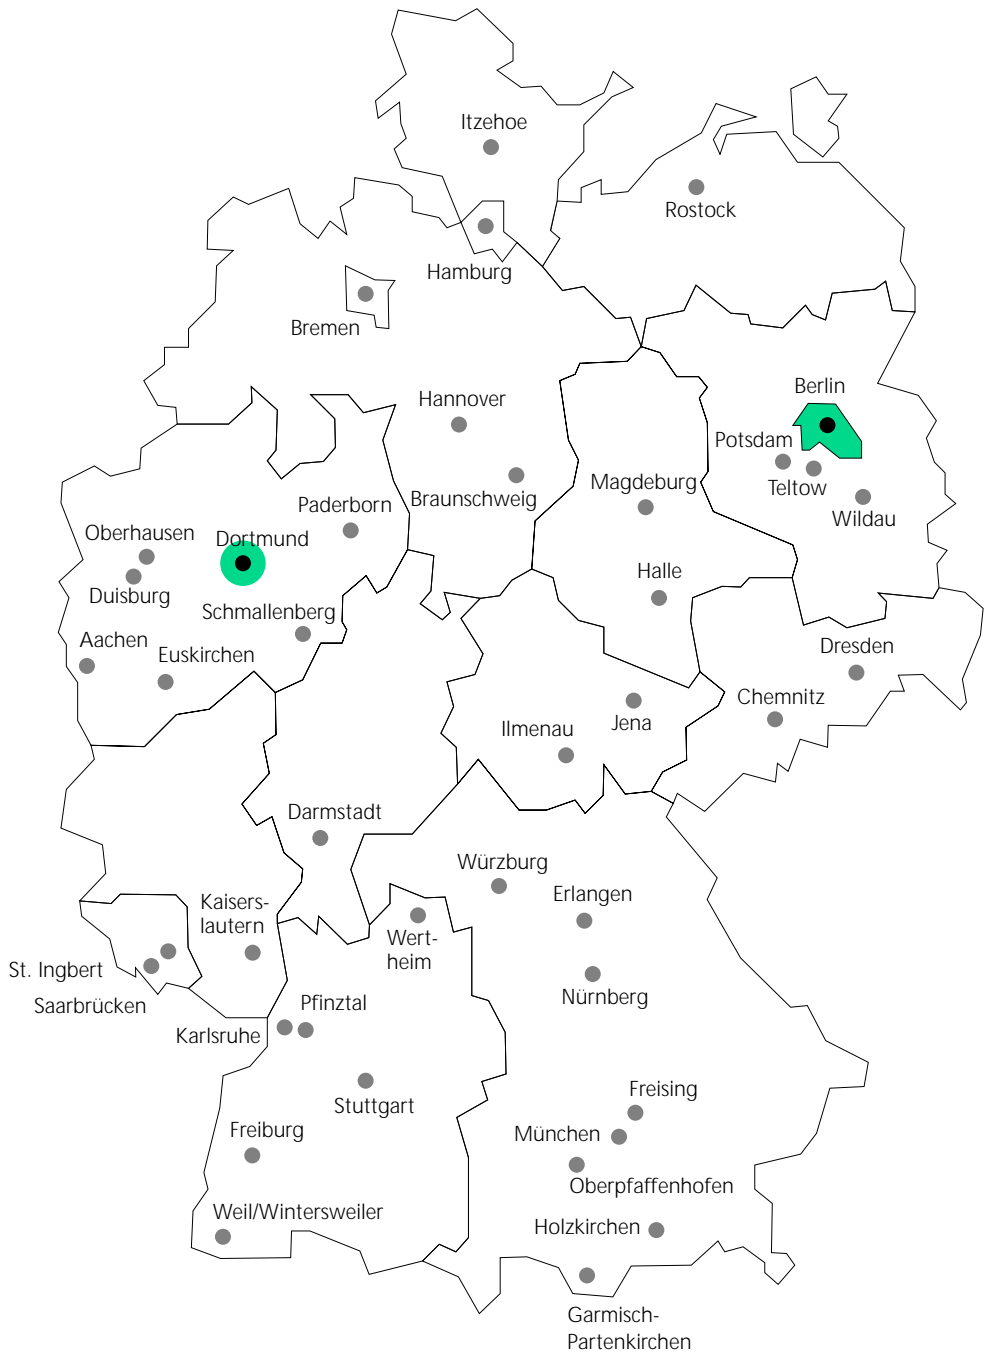 Itzehoe
Rostock
Hamburg
Bremen
Berlin
Hannover
Potsdam
Magdeburg
Teltow
Braunschweig
Paderborn
Wildau
Oberhausen
Dortmund
Halle
Duisburg
Schmallenberg
Aachen
Dresden
Euskirchen
Chemnitz
Jena
Ilmenau
Darmstadt
Würzburg
Erlangen
Kaisers-
lautern
Wert-
heim
St. Ingbert
Nürnberg
Saarbrücken
Pfinztal
Karlsruhe
Freising
Stuttgart
Freiburg
München
Oberpfaffenhofen
Weil/Wintersweiler
Holzkirchen
Garmisch-
Partenkirchen